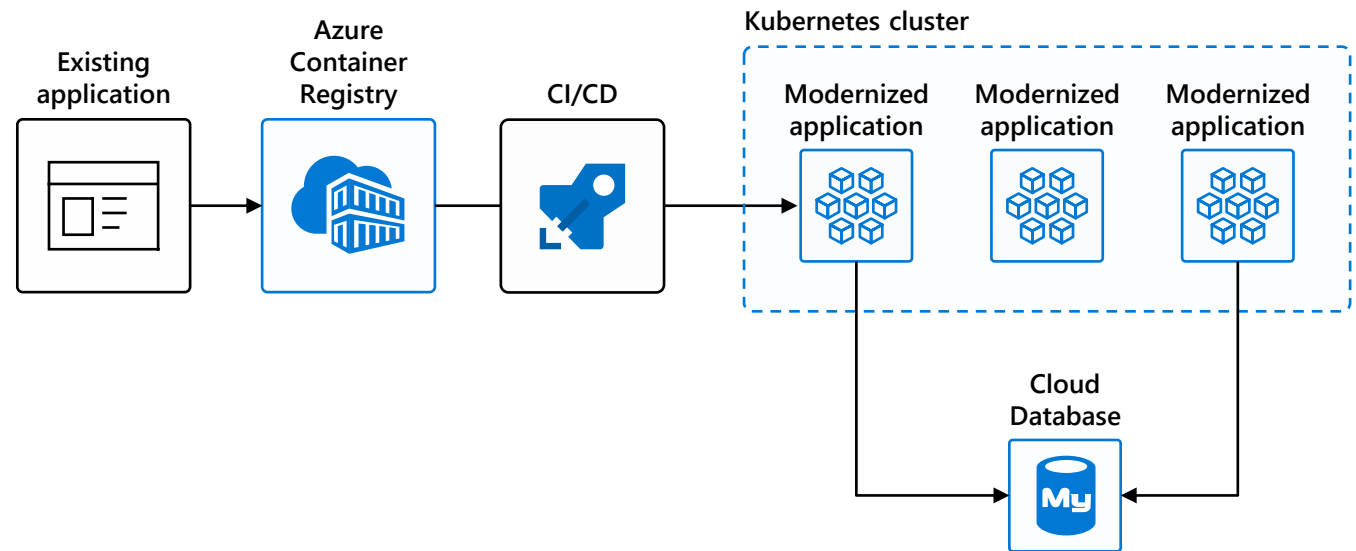 Existing
application
Azure
Container
Registry
CI/CD
Kubernetes cluster
Modernized
application
Modernized
application
Modernized
application
Cloud
Database
My